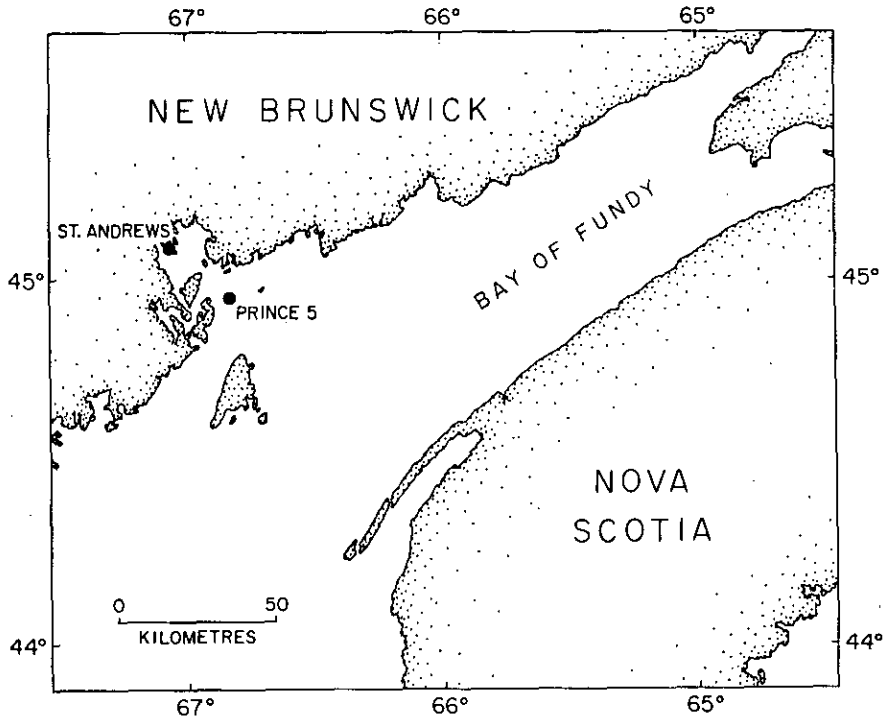 67° 66° 65°
NEW BRUNSWICK
ST. ANDREWS
BAY OF FUNDY
45° 45°
PRINCE 5
NOVA
SCOTIA
0 50
KILOMETRES
44° 44°
67° 66° 65°